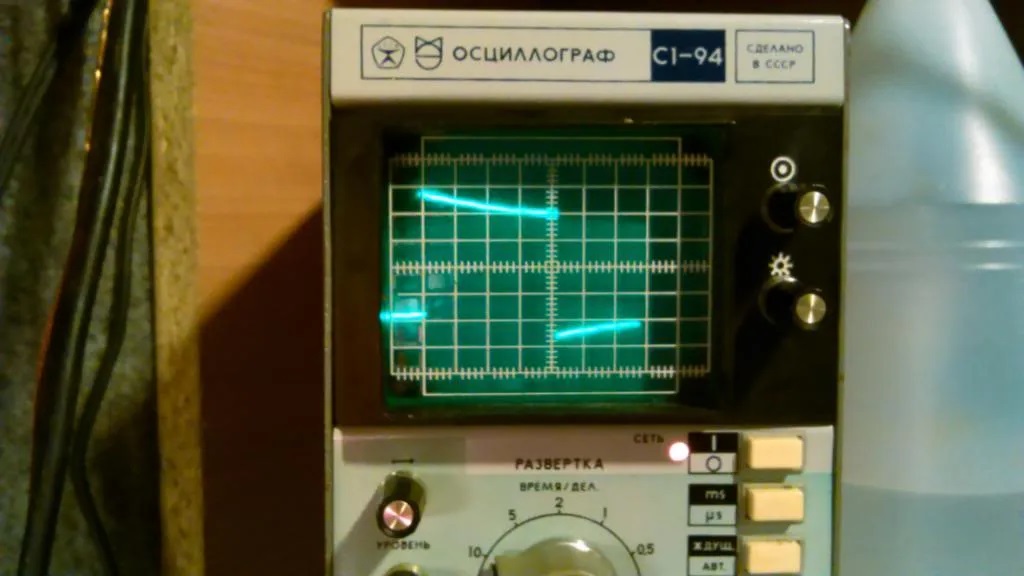 ОСЦИЛЛОГРАФ С1-94 СДЕЛАНО
В СССР
СЕТЬ
РАЗВЕРТКА
ВРЕМЯ/ДЕЛ.
ms
µs
5 2 1
10 0,5
УРОВЕНЬ
ЖДУЩ.
АВТ.